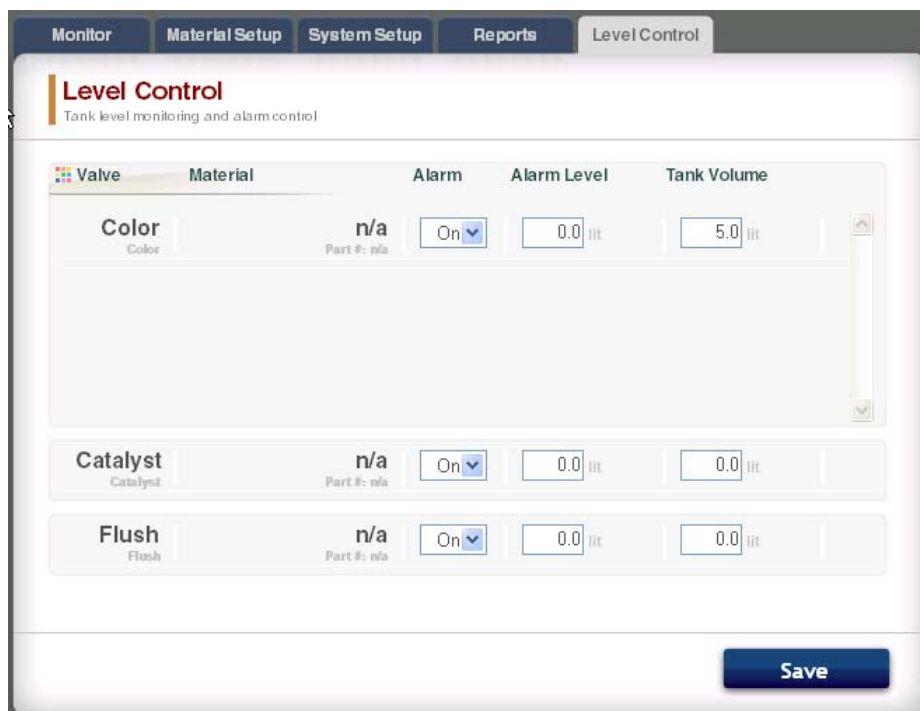 Monitor Material Setup System Setup Reports Level Control
Level Control
Tank level monitoring and alarm control
Valve Material Alarm Alarm Level Tank Volume
Color n/a On 0.0 lit 5.0 lit
Color Part #: n/a
Catalyst n/a On 0.0 lit 0.0 lit
Catalyst Part #: n/a
Flush n/a On 0.0 lit 0.0 lit
Flush Part #: n/a
Save